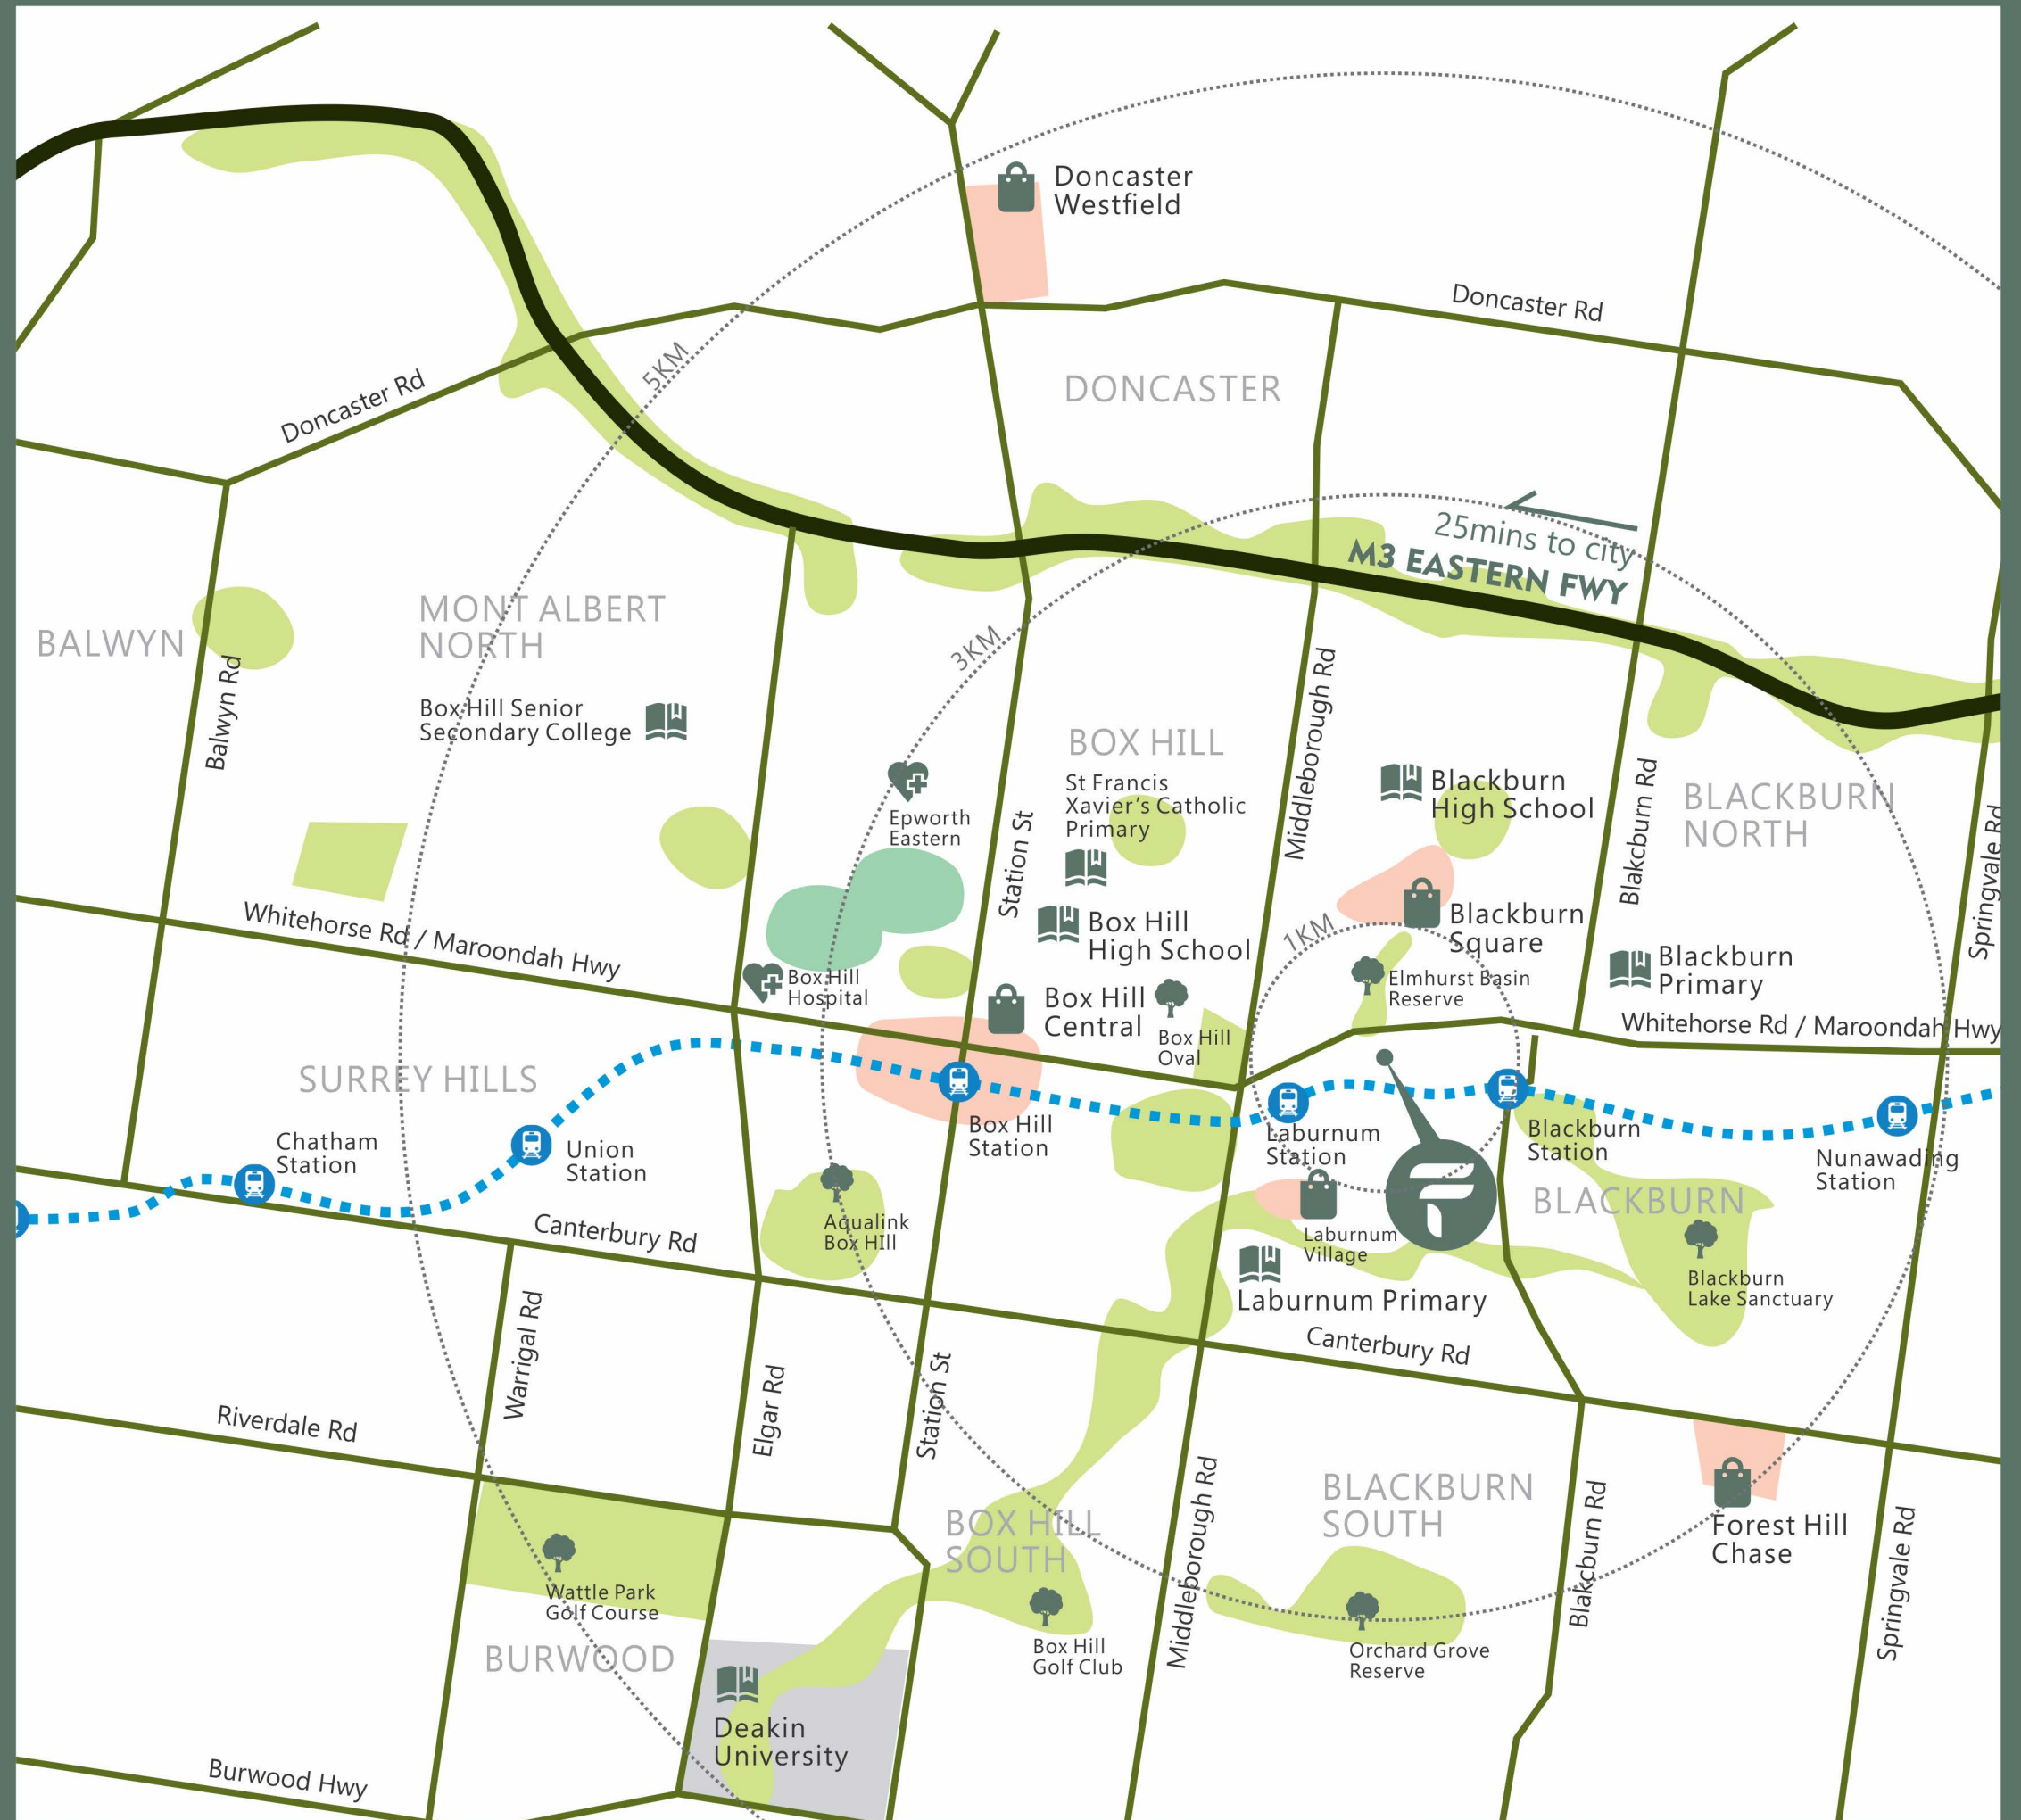 Doncaster
Westfield
Doncaster Rd
5KM
Doncaster Rd
DONCASTER
25mins to city
M3 EASTERN FWY
MONT ALBERT
NORTH
BALWYN
3KM
Balwyn Rd
Box Hill Senior
Secondary College
BOX HILL
St Francis
Xavier's Catholic
Primary
Middleborough Rd
Blackburn
High School
Blakcburn Rd
BLACKBURN
NORTH
Springvale Rd
Epworth
Eastern
Station St
Box Hill
High School
1KM
Blackburn
Square
Blackburn
Primary
Whitehorse Rd / Maroondah Hwy
Box Hill
Hospital
Box Hill
Central
Box Hill
Oval
Elmhurst Basin
Reserve
Whitehorse Rd / Maroondah Hwy
SURREY HILLS
Chatham
Station
Union
Station
Box Hill
Station
Laburnum
Station
Blackburn
Station
Nunawading
Station
BLACKBURN
Canterbury Rd
Aqualink
Box Hill
Laburnum
Village
Laburnum Primary
Blackburn
Lake Sanctuary
Canterbury Rd
Warrigal Rd
Elgar Rd
Station St
Riverdale Rd
Middleborough Rd
BLACKBURN
SOUTH
Blakcburn Rd
Forest Hill
Chase
Springvale Rd
BOX HILL
SOUTH
Wattle Park
Golf Course
BURWOOD
Box Hill
Golf Club
Orchard Grove
Reserve
Deakin
University
Burwood Hwy